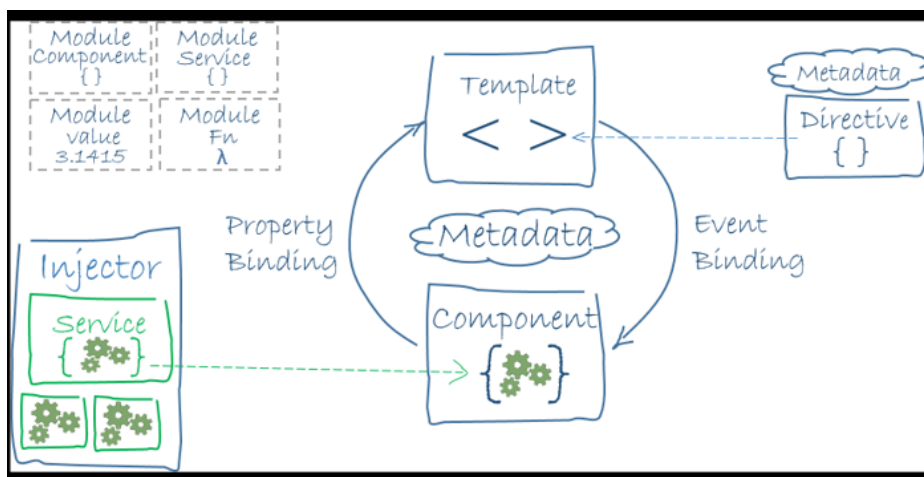 Module
Component
{ }
Module
Service
{ }
Module
value
3.1415
Module
Fn
λ
Template
< >
Metadata
Directive
{ }
Property
Binding
Metadata
Event
Binding
Injector
Service
{ }
Component
{ }